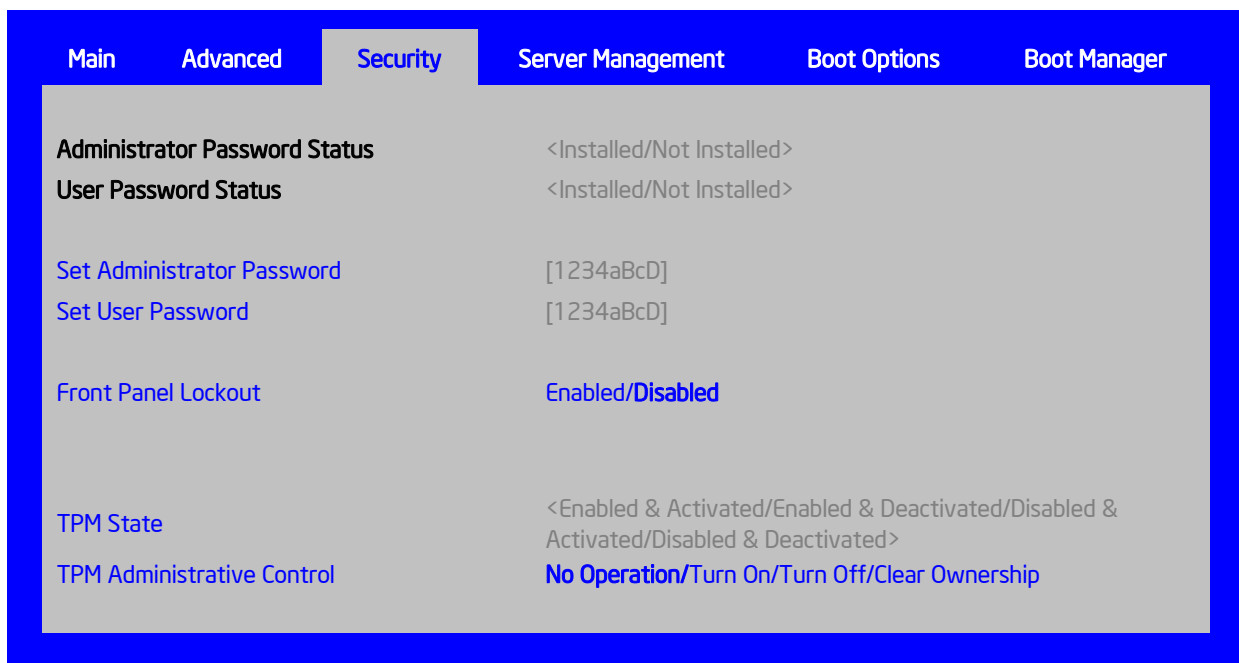 Main Advanced Security Server Management Boot Options Boot Manager
Administrator Password Status <Installed/Not Installed>
User Password Status <Installed/Not Installed>
Set Administrator Password [1234aBcD]
Set User Password [1234aBcD]
Front Panel Lockout Enabled/Disabled
TPM State <Enabled & Activated/Enabled & Deactivated/Disabled &
Activated/Disabled & Deactivated>
TPM Administrative Control No Operation/Turn On/Turn Off/Clear Ownership